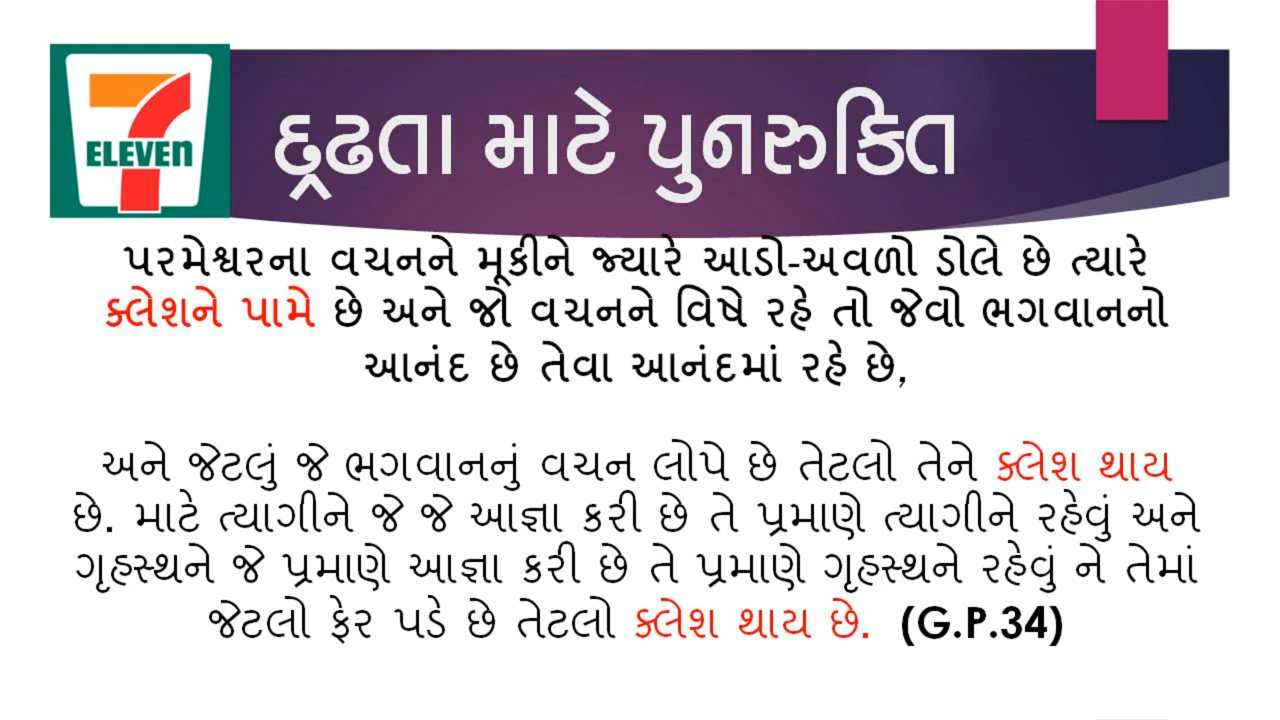 7
ELEVEn
દ્રઢતા માટે પુનરુક્તિ
પરમેશ્વરના વચનને મૂકીને જ્યારે આડો-અવળો ડોલે છે ત્યારે
ક્લેશને પામે છે અને જો વચનને વિષે રહે તો જેવો ભગવાનનો
આનંદ છે તેવા આનંદમાં રહે છે,
અને જેટલું જે ભગવાનનું વચન લોપે છે તેટલો તેને ક્લેશ થાય
છે. માટે ત્યાગીને જે જે આજ્ઞા કરી છે તે પ્રમાણે ત્યાગીને રહેવું અને
ગૃહસ્થને જે પ્રમાણે આજ્ઞા કરી છે તે પ્રમાણે ગૃહસ્થને રહેવું ને તેમાં
જેટલો ફેર પડે છે તેટલો ક્લેશ થાય છે. (G.P.34)